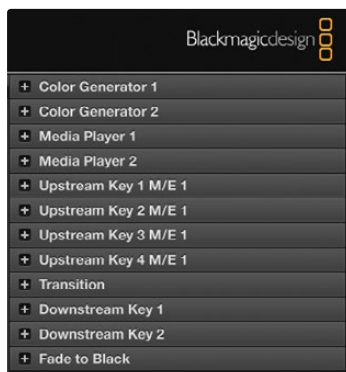 Blackmagicdesign
Color Generator 1
Color Generator 2
Media Player 1
Media Player 2
Upstream Key 1 M/E 1
Upstream Key 2 M/E 1
Upstream Key 3 M/E 1
Upstream Key 4 M/E 1
Transition
Downstream Key 1
Downstream Key 2
Fade to Black